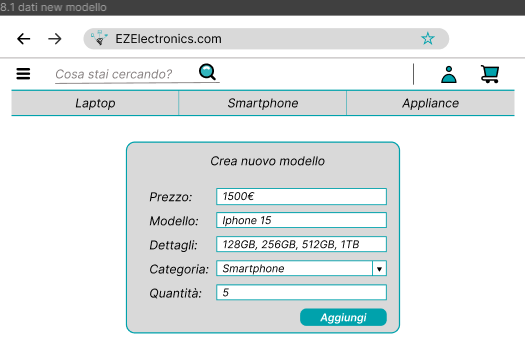 8.1 dati new modello
EZElectronics.com
Cosa stai cercando?
Laptop Smartphone Appliance
Crea nuovo modello
Prezzo: 1500€
Modello: Iphone 15
Dettagli: 128GB, 256GB, 512GB, 1TB
Categoria: Smartphone
Quantità: 5
Aggiungi